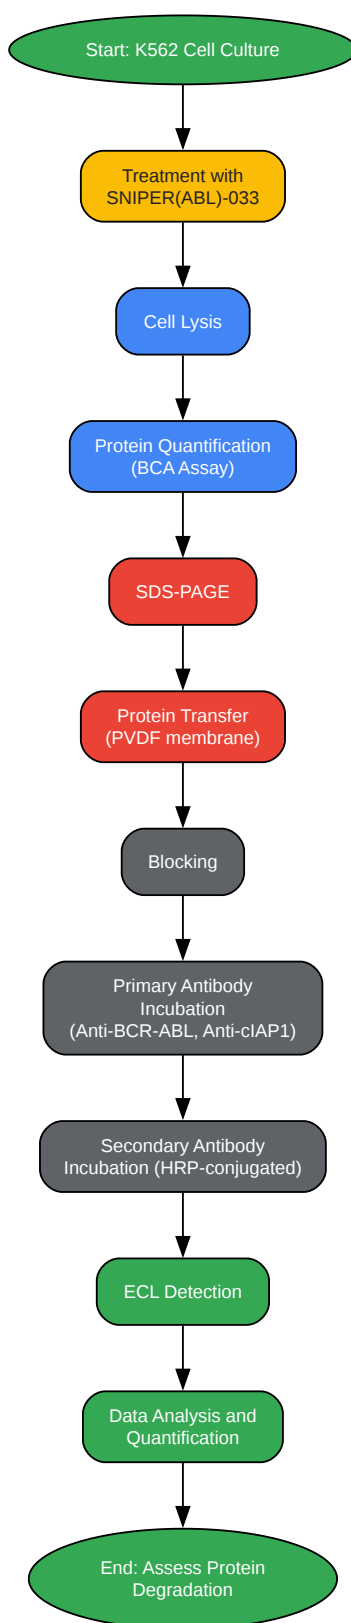 Start: K562 Cell Culture
Treatment with
SNIPER(ABL)-033
Cell Lysis
Protein Quantification
(BCA Assay)
SDS-PAGE
Protein Transfer
(PVDF membrane)
Blocking
Primary Antibody
Incubation
(Anti-BCR-ABL, Anti-cIAP1)
Secondary Antibody
Incubation (HRP-conjugated)
ECL Detection
Data Analysis and
Quantification
End: Assess Protein
Degradation